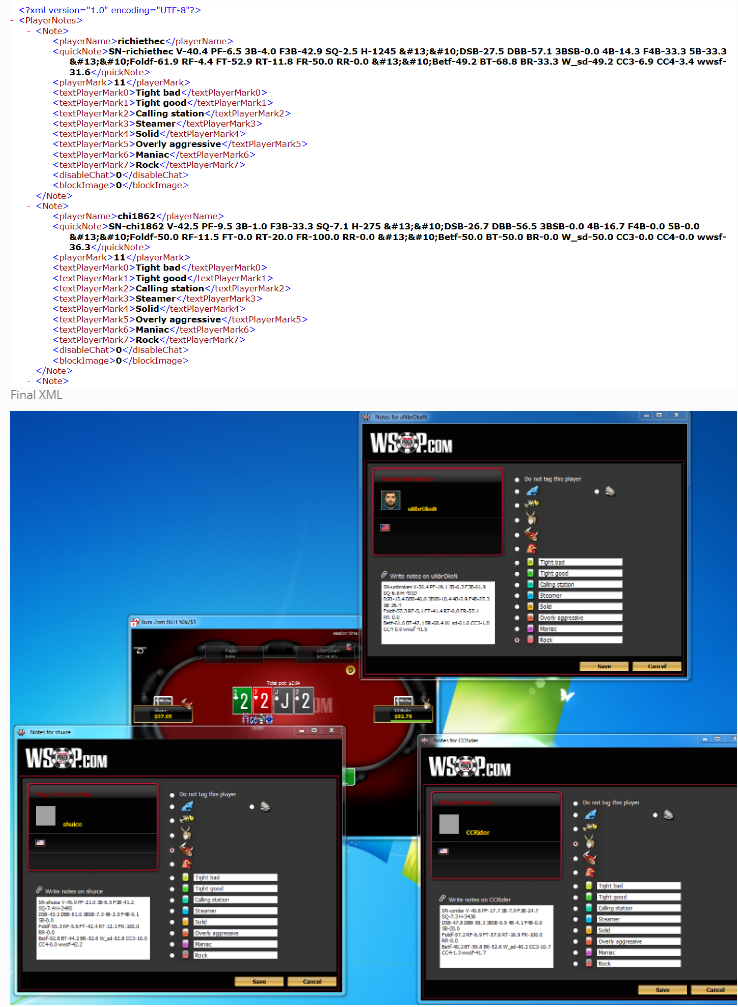 <?xml version="1.0" encoding="UTF-8"?>
- <PlayerNotes>
- <Note>
<playerName>richiethec</playerName>
<quickNote>SN-richiethec V-40.4 PF-6.5 3B-4.0 F3B-42.9 SQ-2.5 H-1245 &#13;&#10;DSB-27.5 DBB-57.1 3BSB-0.0 4B-14.3 F4B-33.3 5B-33.3
&#13;&#10;Foldf-61.9 RF-4.4 FT-52.9 RT-11.8 FR-50.0 RR-0.0 &#13;&#10;Betf-49.2 BT-68.8 BR-33.3 W_sd-49.2 CC3-6.9 CC4-3.4 wwsf-
31.6</quickNote>
<playerMark>11</playerMark>
<textPlayerMark0>Tight bad</textPlayerMark0>
<textPlayerMark1>Tight good</textPlayerMark1>
<textPlayerMark2>Calling station</textPlayerMark2>
<textPlayerMark3>Steamer</textPlayerMark3>
<textPlayerMark4>Solid</textPlayerMark4>
<textPlayerMark5>Overly aggressive</textPlayerMark5>
<textPlayerMark6>Maniac</textPlayerMark6>
<textPlayerMark7>Rock</textPlayerMark7>
<disableChat>0</disableChat>
<blockImage>0</blockImage>
</Note>
- <Note>
<playerName>chi1862</playerName>
<quickNote>SN-chi1862 V-42.5 PF-9.5 3B-1.0 F3B-33.3 SQ-7.1 H-275 &#13;&#10;DSB-26.7 DBB-56.5 3BSB-0.0 4B-16.7 F4B-0.0 5B-0.0
&#13;&#10;Foldf-50.0 RF-11.5 FT-0.0 RT-20.0 FR-100.0 RR-0.0 &#13;&#10;Betf-50.0 BT-50.0 BR-0.0 W_sd-50.0 CC3-0.0 CC4-0.0 wwsf-
36.3</quickNote>
<playerMark>11</playerMark>
<textPlayerMark0>Tight bad</textPlayerMark0>
<textPlayerMark1>Tight good</textPlayerMark1>
<textPlayerMark2>Calling station</textPlayerMark2>
<textPlayerMark3>Steamer</textPlayerMark3>
<textPlayerMark4>Solid</textPlayerMark4>
<textPlayerMark5>Overly aggressive</textPlayerMark5>
<textPlayerMark6>Maniac</textPlayerMark6>
<textPlayerMark7>Rock</textPlayerMark7>
<disableChat>0</disableChat>
<blockImage>0</blockImage>
</Note>
- <Note>
Final XML
Notes for uNbrOkeN
WSOP.COM
Do not tag this player
uNbrOkeN
Write notes on uNbrOkeN
SN-unbroken
Tight bad
Tight good
Calling station
Steamer
Solid
Overly aggressive
Maniac
Rock
Save Cancel
Total pot: $2.84
2 2 J 2
$97.85
$82.78
Notes for shuice
WSOP.COM
Do not tag this player
shuice
Write notes on shuice
Tight bad
Tight good
Calling station
Steamer
Solid
Overly aggressive
Maniac
Rock
Save Cancel
Notes for CCRider
WSOP.COM
Do not tag this player
CCRider
Write notes on CCRider
Tight bad
Tight good
Calling station
Steamer
Solid
Overly aggressive
Maniac
Rock
Save Cancel